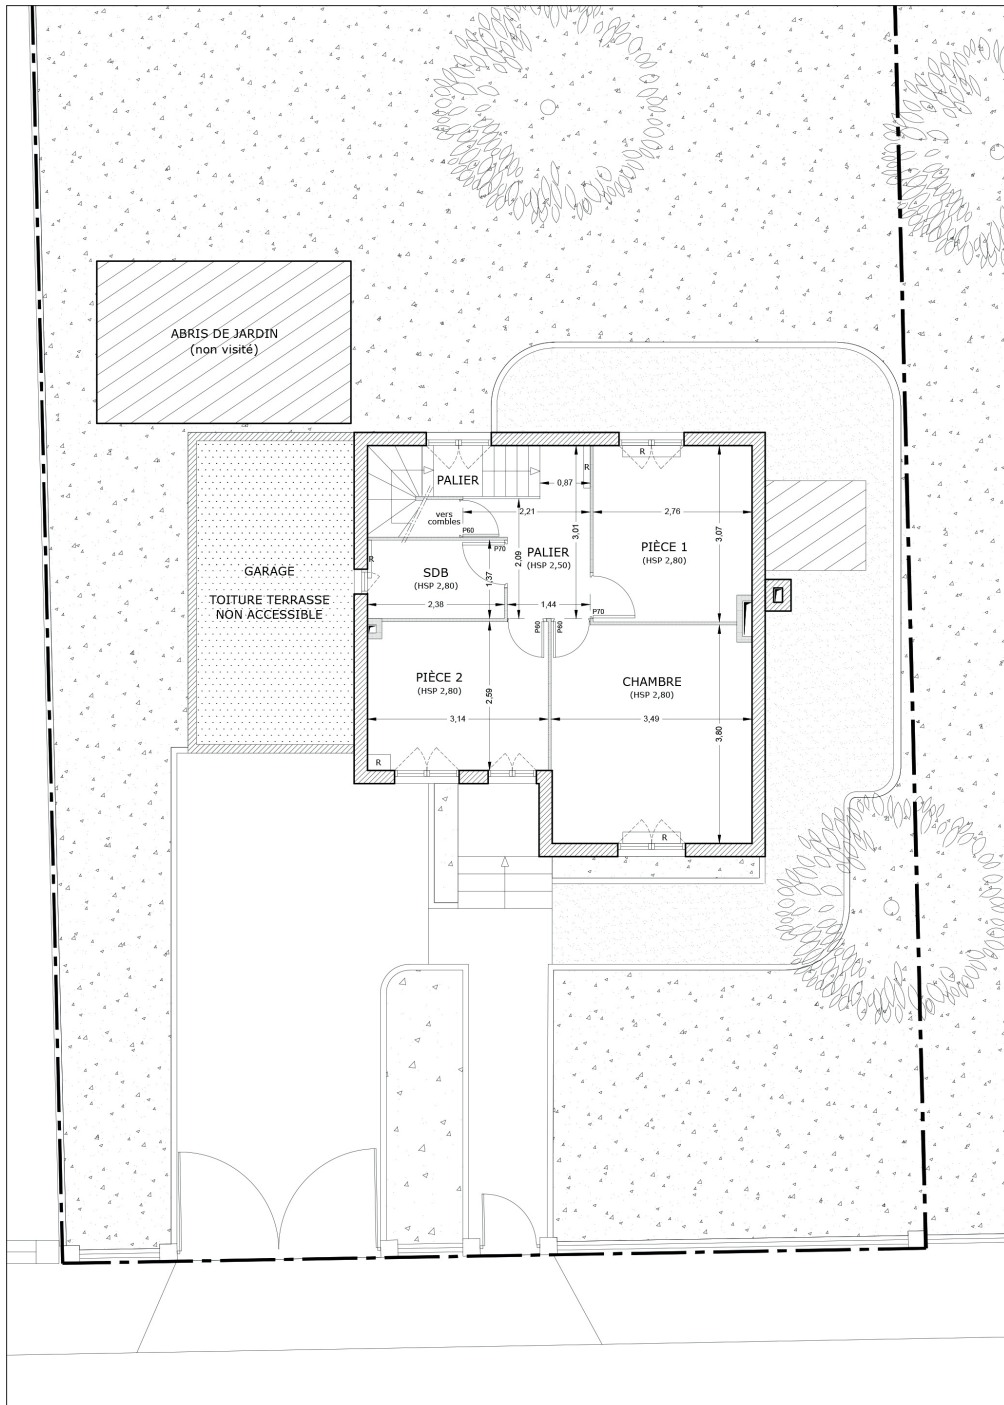 ABRIS DE JARDIN
(non visité)
R
R
PALIER
0,87
vers
combles
2,21
2,76
P60
3,01
3,07
P70
PALIER
(HSP 2,50)
2,09
PIÈCE 1
(HSP 2,80)
R
GARAGE
SDB
(HSP 2,80)
1,37
TOITURE TERRASSE
NON ACCESSIBLE
2,38
1,44
P70
P60
P60
PIÈCE 2
(HSP 2,80)
CHAMBRE
(HSP 2,80)
2,59
3,14
3,49
3,80
R
R